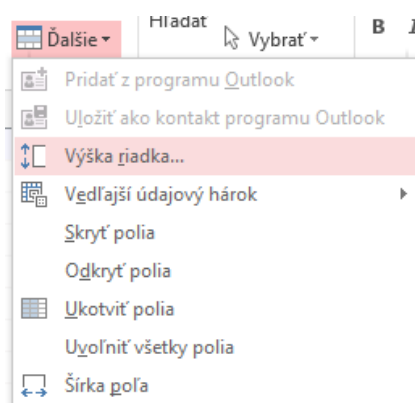 Ďalšie
Hľadať
Vybrať
B
Pridať z programu Outlook
Uložiť ako kontakt programu Outlook
Výška riadka...
Vedľajší údajový hárok
Skryť polia
Odkryť polia
Ukotviť polia
Uvoľniť všetky polia
Šírka poľa